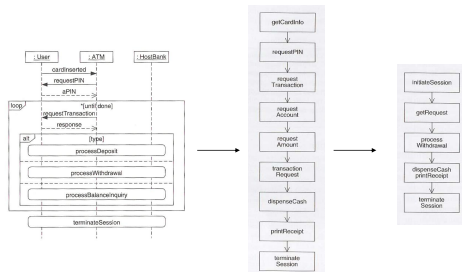 : User
: ATM
: HostBank
cardInserted
requestPIN
aPIN
loop
*[until done]
requestTransaction
response
alt
[type]
processDeposit
processWithdrawal
processBalanceInquiry
terminateSession
getCardInfo
requestPIN
request
Transaction
request
Account
request
Amount
transaction
Request
dispenseCash
printReceipt
terminate
Session
initiateSession
getRequest
process
Withdrawal
dispenseCash
printReceipt
terminate
Session